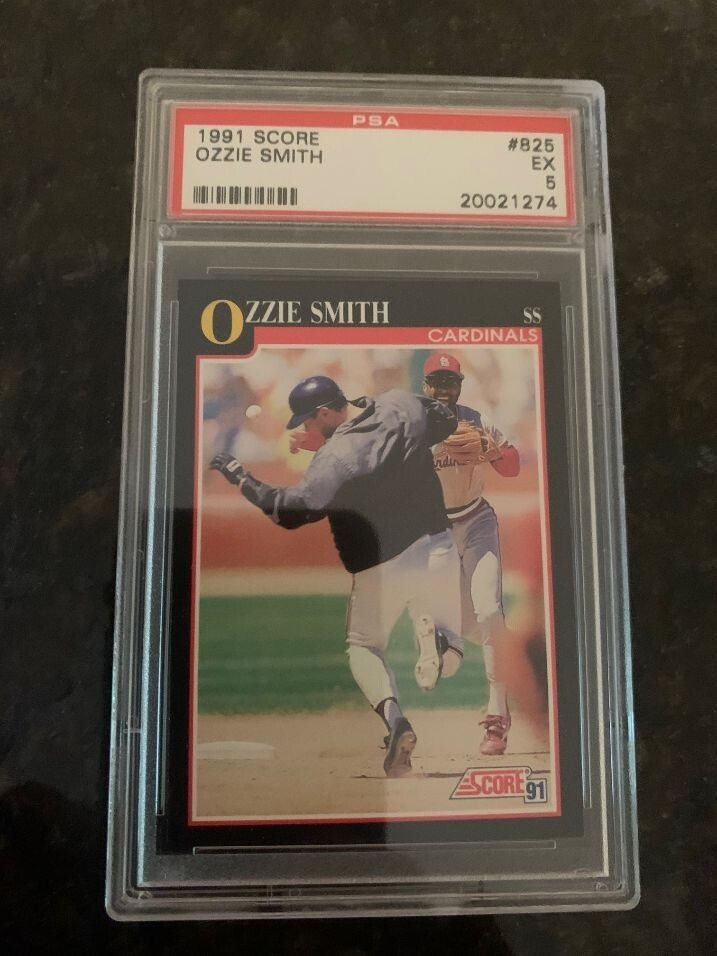 PSA
1991 SCORE #825
OZZIE SMITH EX
5
20021274
OZZIE SMITH SS
CARDINALS
SCORE 91